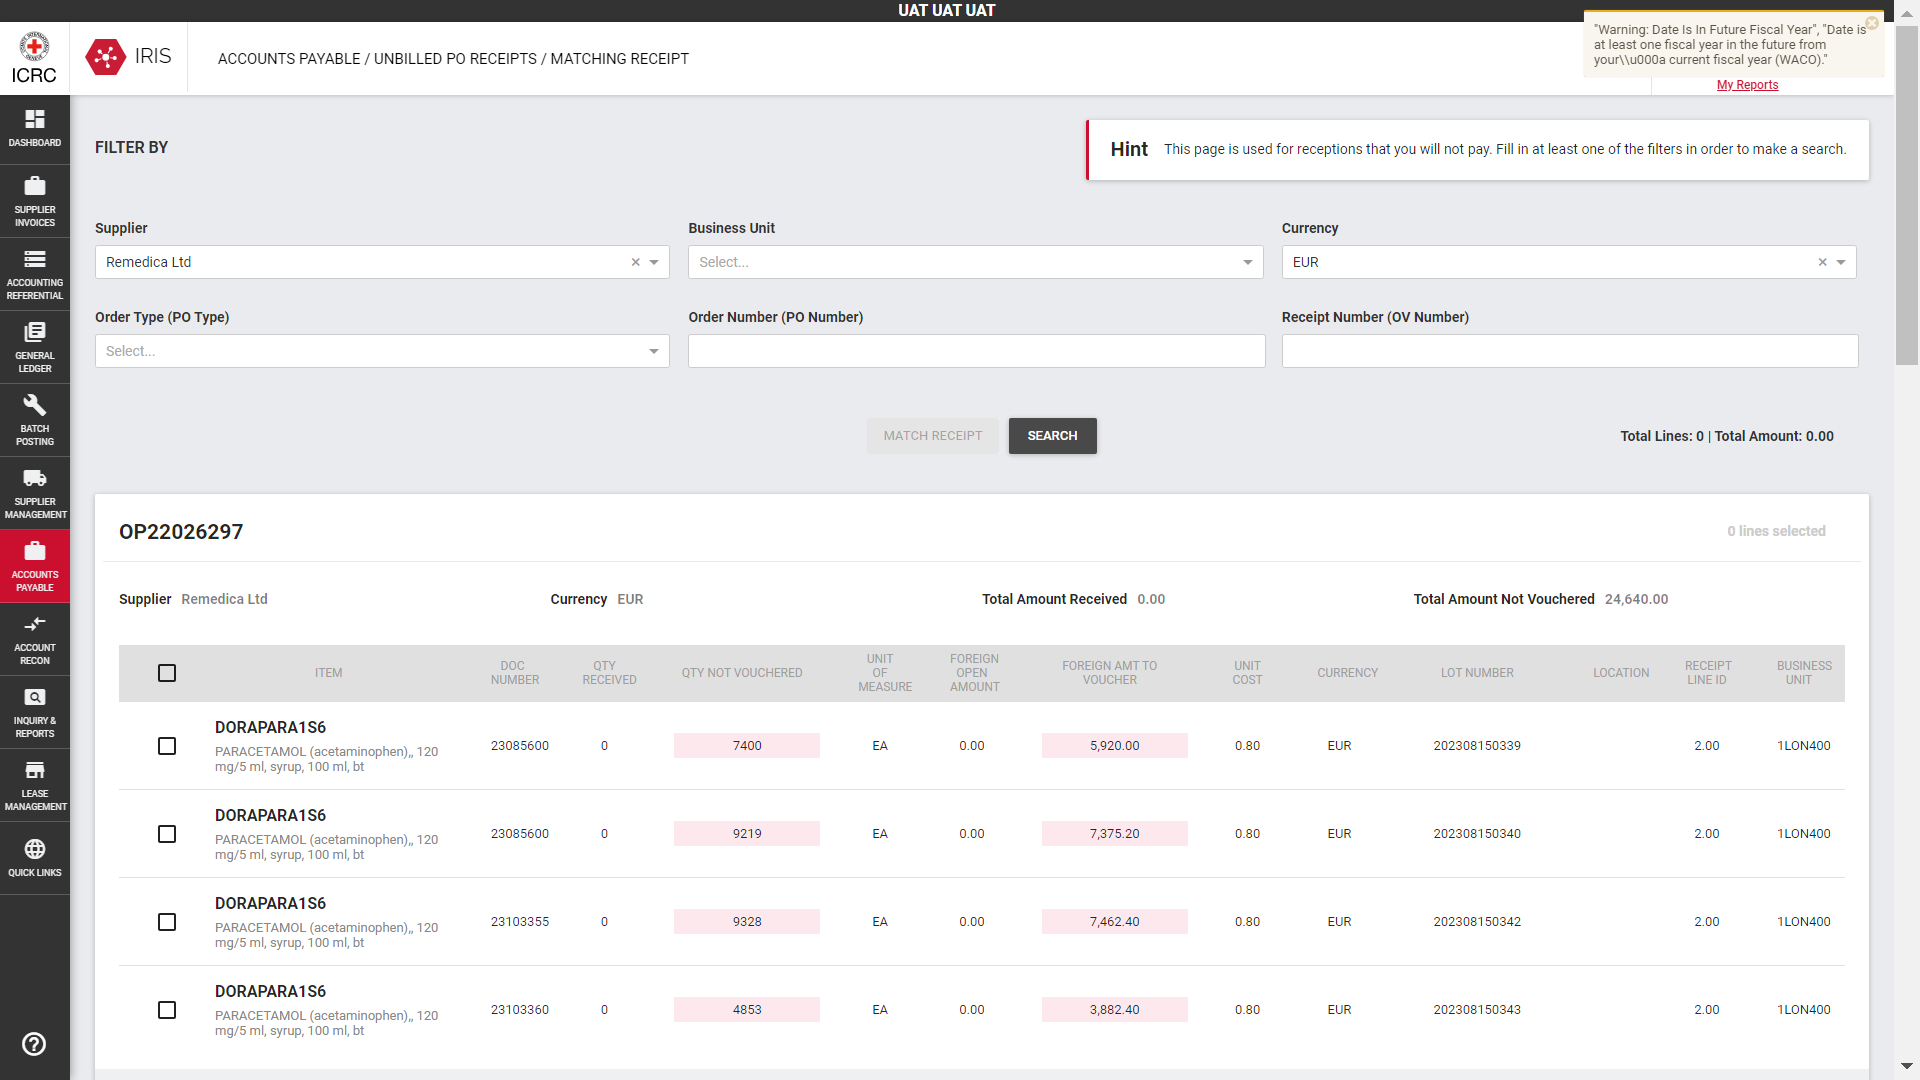 UAT UAT UAT
ICRC
IRIS
ACCOUNTS PAYABLE / UNBILLED PO RECEIPTS / MATCHING RECEIPT
"Warning: Date Is In Future Fiscal Year", "Date is
at least one fiscal year in the future from
your\\u000a current fiscal year (WACO)."
My Reports
DASHBOARD
SUPPLIER
INVOICES
ACCOUNTING
REFERENTIAL
GENERAL
LEDGER
BATCH
POSTING
SUPPLIER
MANAGEMENT
ACCOUNTS
PAYABLE
ACCOUNT
RECON
INQUIRY &
REPORTS
LEASE
MANAGEMENT
QUICK LINKS
FILTER BY
Hint This page is used for receptions that you will not pay. Fill in at least one of the filters in order to make a search.
Supplier
Business Unit
Currency
Remedica Ltd
Select...
EUR
Order Type (PO Type)
Order Number (PO Number)
Receipt Number (OV Number)
Select...
MATCH RECEIPT
SEARCH
Total Lines: 0 | Total Amount: 0.00
OP22026297
0 lines selected
Supplier Remedica Ltd
Currency EUR
Total Amount Received 0.00
Total Amount Not Vouchered 24,640.00
ITEM
DOC
NUMBER
QTY
RECEIVED
QTY NOT VOUCHERED
UNIT
OF
MEASURE
FOREIGN
OPEN
AMOUNT
FOREIGN AMT TO
VOUCHER
UNIT
COST
CURRENCY
LOT NUMBER
LOCATION
RECEIPT
LINE ID
BUSINESS
UNIT
DORAPARA1S6
PARACETAMOL (acetaminophen),, 120
mg/5 ml, syrup, 100 ml, bt
23085600 0 7400 EA 0.00 5,920.00 0.80 EUR 202308150339 2.00 1LON400
DORAPARA1S6
PARACETAMOL (acetaminophen),, 120
mg/5 ml, syrup, 100 ml, bt
23085600 0 9219 EA 0.00 7,375.20 0.80 EUR 202308150340 2.00 1LON400
DORAPARA1S6
PARACETAMOL (acetaminophen),, 120
mg/5 ml, syrup, 100 ml, bt
23103355 0 9328 EA 0.00 7,462.40 0.80 EUR 202308150342 2.00 1LON400
DORAPARA1S6
PARACETAMOL (acetaminophen),, 120
mg/5 ml, syrup, 100 ml, bt
23103360 0 4853 EA 0.00 3,882.40 0.80 EUR 202308150343 2.00 1LON400